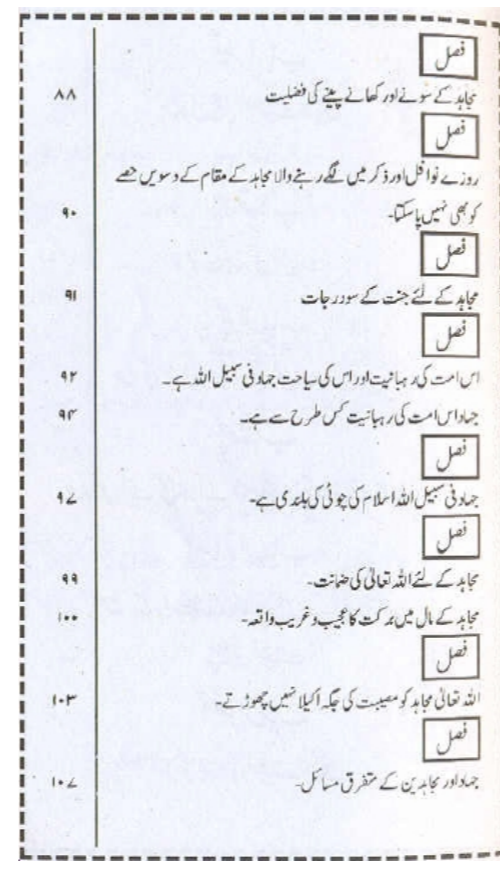 فصل
مجاہد کے سونے اور کھانے پینے کی فضلیت ۸۸
فصل
روزے نوافل اور ذکر میں لگے رہنے والا مجاہد کے مقام کے دسویں حصے
کو بھی نہیں پا سکتا۔ ۹۰
فصل
مجاہد کے لئے جنت کے سو درجات ۹۱
فصل
اس امت کی رہبانیت اور اس کی سیاحت جہاد فی سبیل اللہ ہے۔ ۹۲
جہاد اس امت کی رہبانیت کس طرح سے ہے۔ ۹۴
فصل
جہاد فی سبیل اللہ اسلام کی چوٹی کی بلندی ہے۔ ۹۷
فصل
مجاہد کے لئے اللہ تعالیٰ کی ضمانت۔ ۹۹
مجاہد کے مال میں برکت کا عجیب و غریب واقعہ۔ ۱۰۰
فصل
اللہ تعالیٰ مجاہد کو مصیبت کی جگہ اکیلا نہیں چھوڑتے۔ ۱۰۳
فصل
جہاد اور مجاہدین کے متفرق مسائل۔ ۱۰۷